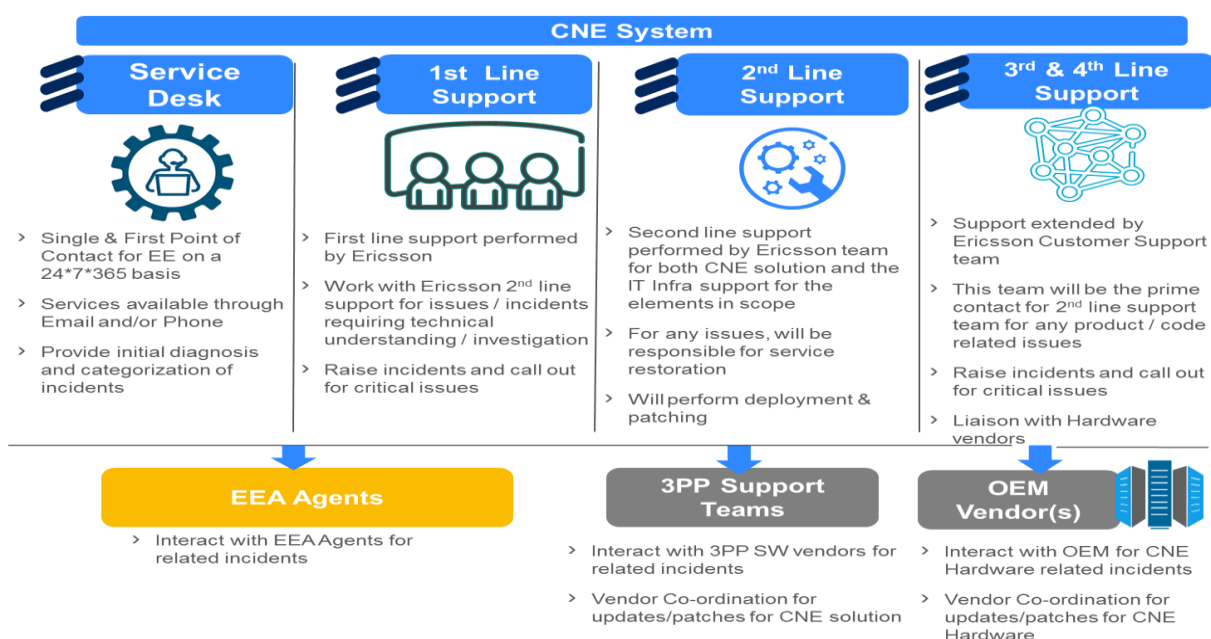 CNE System
Service
Desk
> Single & First Point of
Contact for EE on a
24*7*365 basis
> Services available through
Email and/or Phone
> Provide initial diagnosis
and categorization of
incidents
1st Line
Support
> First line support performed
by Ericsson
> Work with Ericsson 2nd line
support for issues / incidents
requiring technical
understanding / investigation
> Raise incidents and call out
for critical issues
2nd Line
Support
> Second line support
performed by Ericsson team
for both CNE solution and the
IT Infra support for the
elements in scope
> For any issues, will be
responsible for service
restoration
> Will perform deployment &
patching
3rd & 4th Line
Support
> Support extended by
Ericsson Customer Support
team
> This team will be the prime
contact for 2nd line support
team for any product / code
related issues
> Raise incidents and call out
for critical issues
> Liaison with Hardware
vendors
EEA Agents
> Interact with EEA Agents for
related incidents
3PP Support
Teams
> Interact with 3PP SW vendors for
related incidents
> Vendor Co-ordination for
updates/patches for CNE solution
OEM
Vendor(s)
> Interact with OEM for CNE
Hardware related incidents
> Vendor Co-ordination for
updates/patches for CNE
Hardware